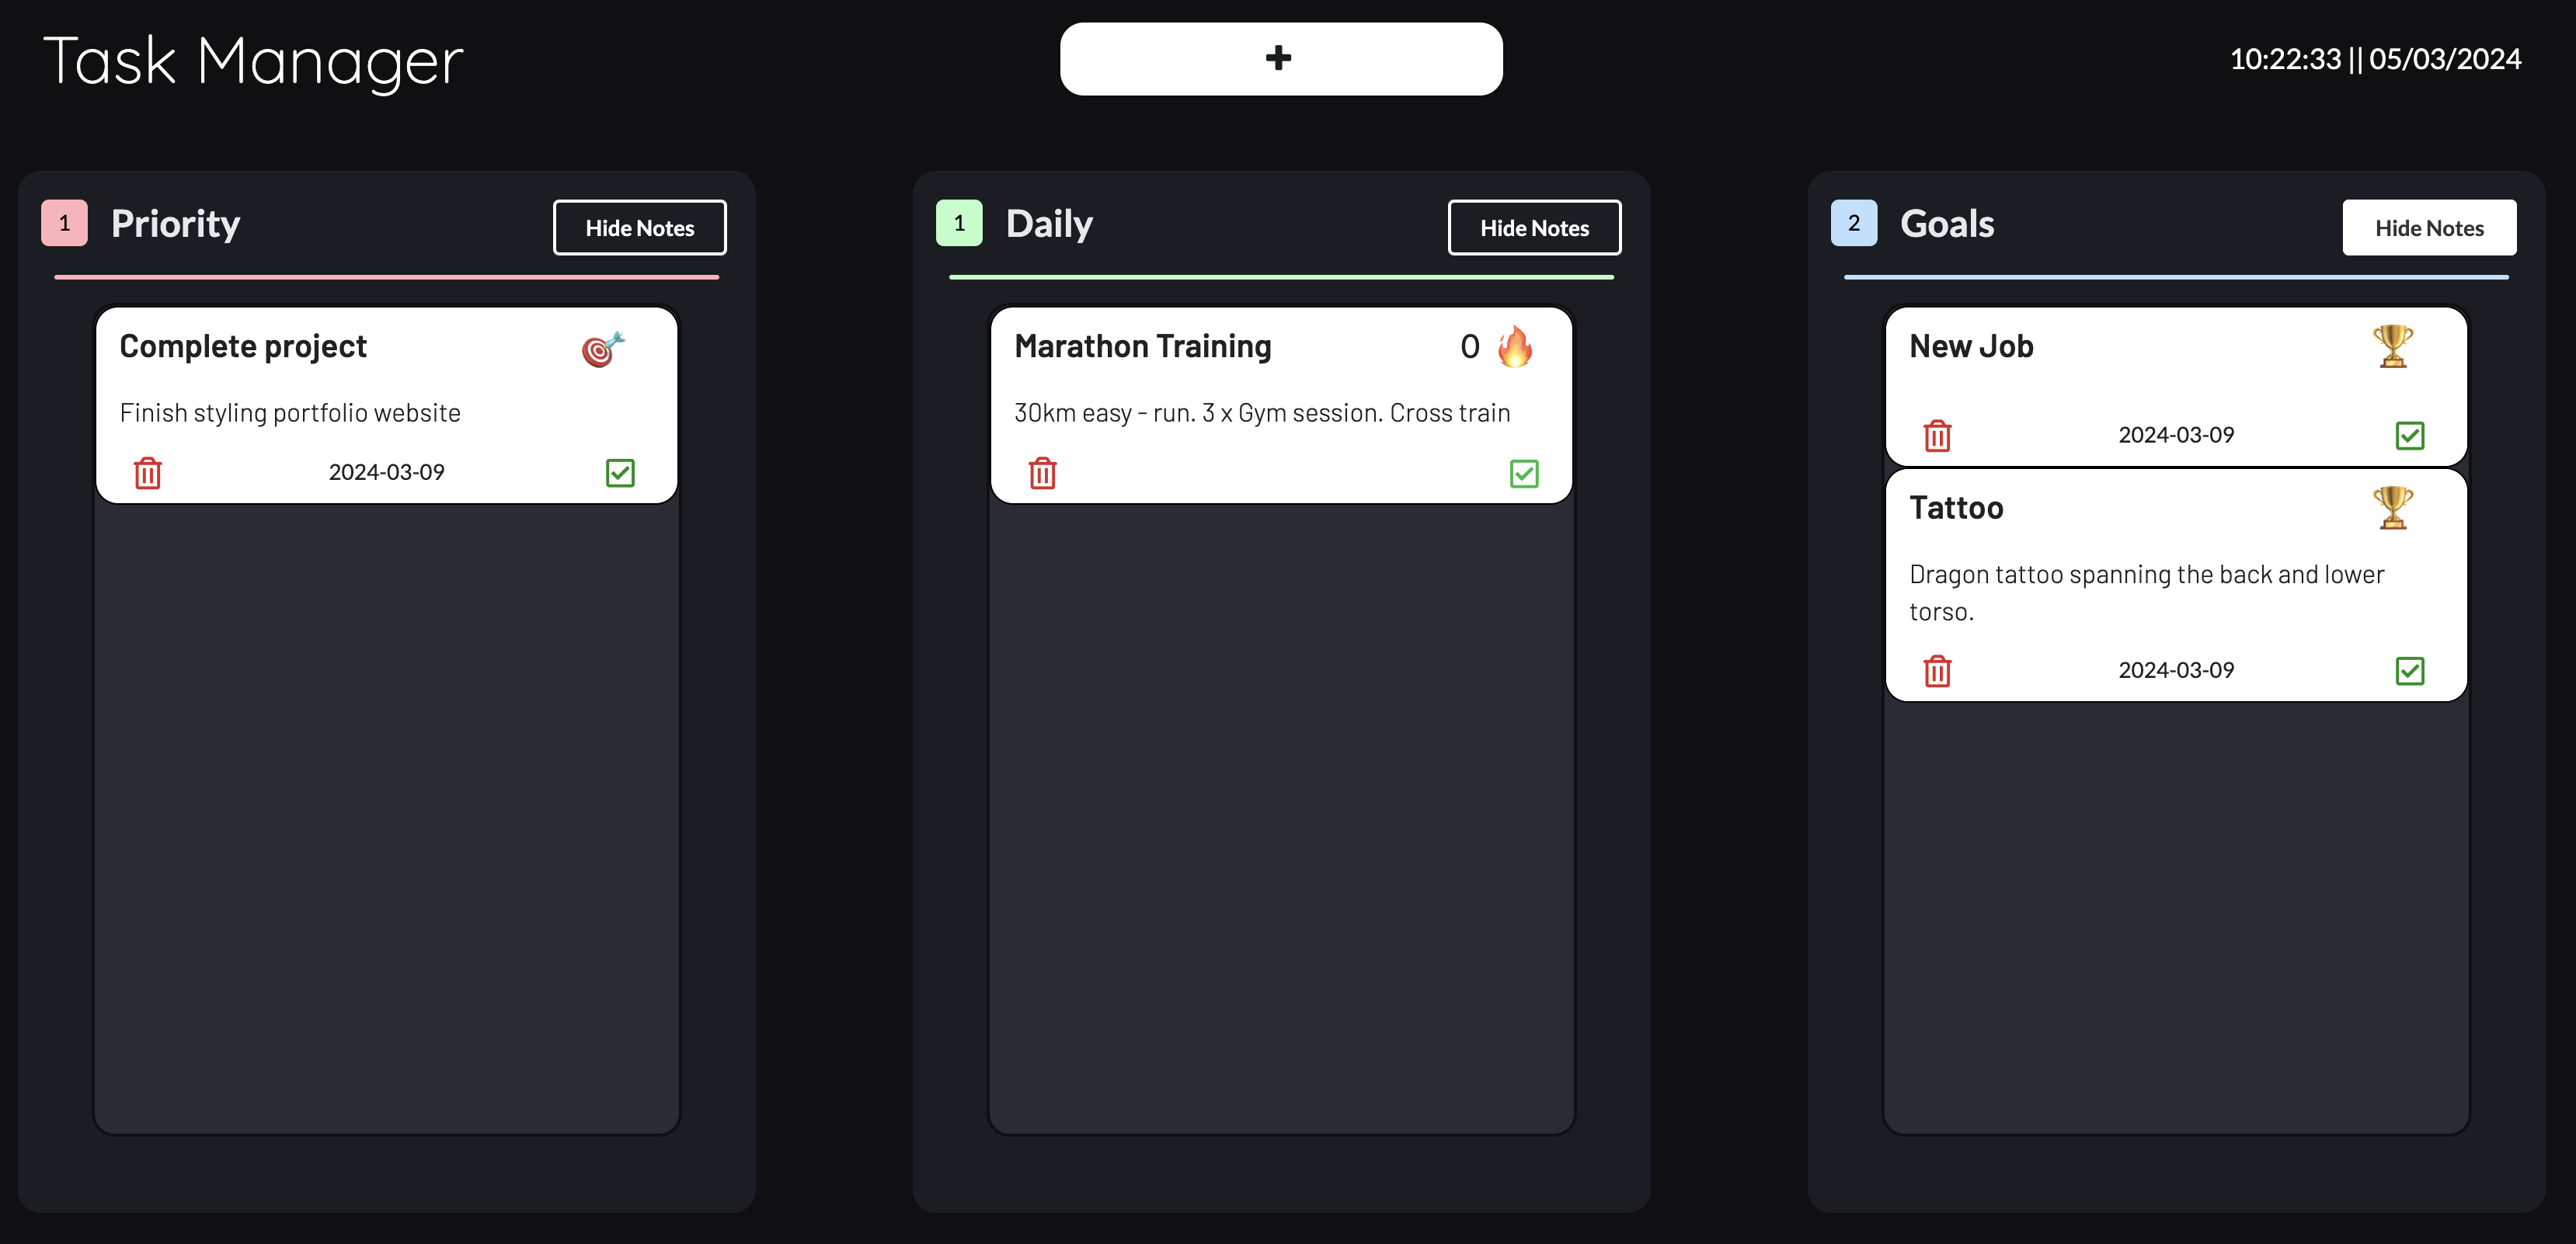 Task Manager
10:22:33 || 05/03/2024
1 Priority Hide Notes
Complete project
Finish styling portfolio website
2024-03-09
1 Daily Hide Notes
Marathon Training 0
30km easy - run. 3 x Gym session. Cross train
2 Goals Hide Notes
New Job
2024-03-09
Tattoo
Dragon tattoo spanning the back and lower
torso.
2024-03-09